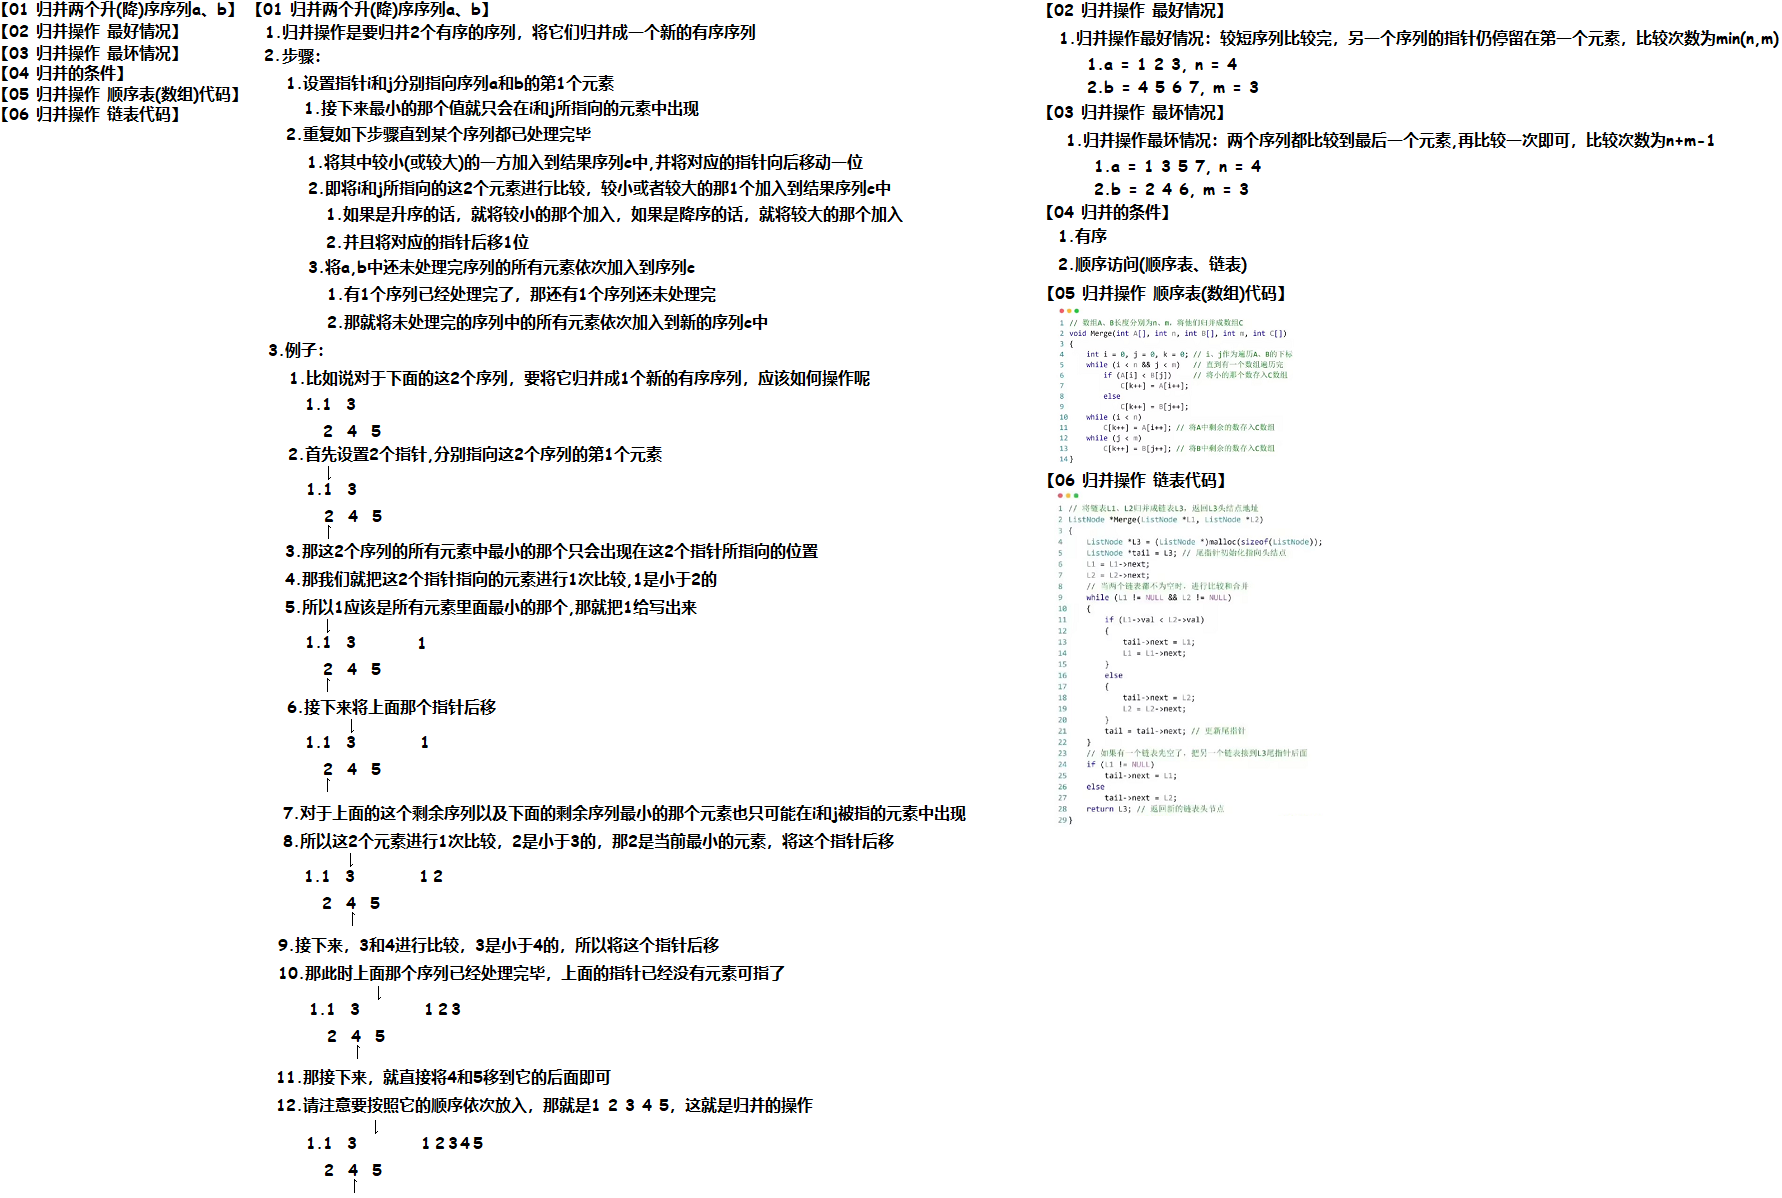 【01 归并两个升(降)序序列a、b】
【02 归并操作 最好情况】
【03 归并操作 最坏情况】
【04 归并的条件】
【05 归并操作 顺序表(数组)代码】
【06 归并操作 链表代码】
【01 归并两个升(降)序序列a、b】
1.归并操作是要归并2个有序的序列，将它们归并成一个新的有序序列
2.步骤：
1.设置指针i和j分别指向序列a和b的第1个元素
1.接下来最小的那个值就只会在i和j所指向的元素中出现
2.重复如下步骤直到某个序列都已处理完毕
1.将其中较小(或较大)的一方加入到结果序列c中,并将对应的指针向后移动一位
2.即将i和j所指向的这2个元素进行比较，较小或者较大的那1个加入到结果序列c中
1.如果是升序的话，就将较小的那个加入，如果是降序的话，就将较大的那个加入
2.并且将对应的指针后移1位
3.将a,b中还未处理完序列的所有元素依次加入到序列c
1.有1个序列已经处理完了，那还有1个序列还未处理完
2.那就将未处理完的序列中的所有元素依次加入到新的序列c中
3.例子：
1.比如说对于下面的这2个序列，要将它归并成1个新的有序序列，应该如何操作呢
1.1 3
2 4 5
2.首先设置2个指针,分别指向这2个序列的第1个元素
1.1 3
2 4 5
3.那这2个序列的所有元素中最小的那个只会出现在这2个指针所指向的位置
4.那我们就把这2个指针指向的元素进行1次比较,1是小于2的
5.所以1应该是所有元素里面最小的那个,那就把1给写出来
1.1 3 1
2 4 5
6.接下来将上面那个指针后移
1.1 3 1
2 4 5
7.对于上面的这个剩余序列以及下面的剩余序列最小的那个元素也只可能在i和j被指的元素中出现
8.所以这2个元素进行1次比较，2是小于3的，那2是当前最小的元素，将这个指针后移
1.1 3 1 2
2 4 5
9.接下来，3和4进行比较，3是小于4的，所以将这个指针后移
10.那此时上面那个序列已经处理完毕，上面的指针已经没有元素可指了
1.1 3 1 2 3
2 4 5
11.那接下来，就直接将4和5移到它的后面即可
12.请注意要按照它的顺序依次放入，那就是1 2 3 4 5，这就是归并的操作
1.1 3 1 2 3 4 5
2 4 5
【02 归并操作 最好情况】
1.归并操作最好情况：较短序列比较完，另一个序列的指针仍停留在第一个元素，比较次数为min(n,m)
1.a = 1 2 3, n = 4
2.b = 4 5 6 7, m = 3
【03 归并操作 最坏情况】
1.归并操作最坏情况：两个序列都比较到最后一个元素,再比较一次即可，比较次数为n+m-1
1.a = 1 3 5 7, n = 4
2.b = 2 4 6, m = 3
【04 归并的条件】
1.有序
2.顺序访问(顺序表、链表)
【05 归并操作 顺序表(数组)代码】
1 // 数组A、B长度分别为n、m，将他们归并成数组C
2 void Merge(int A[], int n, int B[], int m, int C[])
3 {
4 int i = 0, j = 0, k = 0; // i、j作为遍历A、B的下标
5 while (i < n && j < m) // 直到有一个数组遍历完
6 if (A[i] < B[j]) // 将小的那个数存入C数组
7 C[k++] = A[i++];
8 else
9 C[k++] = B[j++];
10 while (i < n)
11 C[k++] = A[i++]; // 将A中剩余的数存入C数组
12 while (j < m)
13 C[k++] = B[j++]; // 将B中剩余的数存入C数组
14 }
【06 归并操作 链表代码】
1 // 将链表L1、L2归并成链表L3，返回L3头结点地址
2 ListNode *Merge(ListNode *L1, ListNode *L2)
3 {
4 ListNode *L3 = (ListNode *)malloc(sizeof(ListNode));
5 ListNode *tail = L3; // 尾指针初始化指向头结点
6 L1 = L1->next;
7 L2 = L2->next;
8 // 当两个链表都不为空时，进行比较和合并
9 while (L1 != NULL && L2 != NULL)
10 {
11 if (L1->val < L2->val)
12 {
13 tail->next = L1;
14 L1 = L1->next;
15 }
16 else
17 {
18 tail->next = L2;
19 L2 = L2->next;
20 }
21 tail = tail->next; // 更新尾指针
22 }
23 // 如果有一个链表先空了，把另一个链表接到L3尾指针后面
24 if (L1 != NULL)
25 tail->next = L1;
26 else
27 tail->next = L2;
28 return L3; // 返回新的链表头节点
29 }